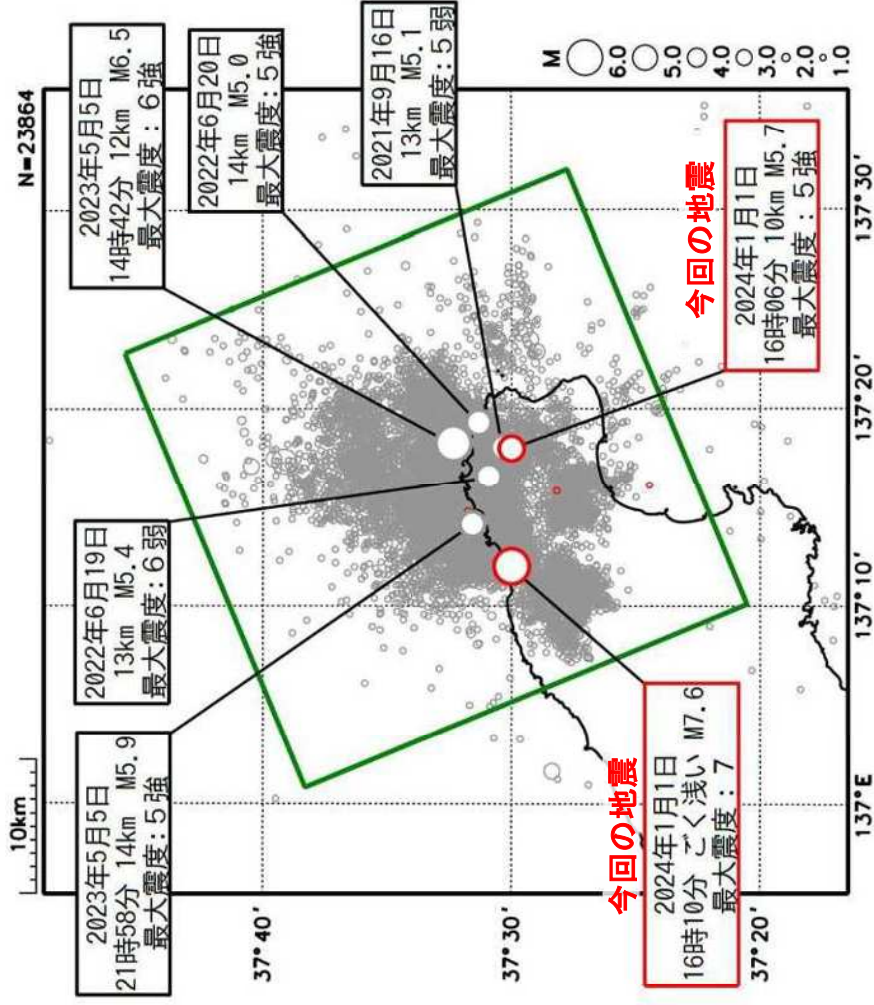 N=23864
10km
2023年5月5日
21時58分 14km M5.9
最大震度:5強
2022年6月19日
13km M5.4
最大震度:6弱
2023年5月5日
14時42分 12km M6.5
最大震度:6強
2022年6月20日
14km M5.0
最大震度:5強
2021年9月16日
13km M5.1
最大震度:5弱
37°40'
37°30'
37°20'
今回の地震
2024年1月1日
16時10分 ごく浅い M7.6
最大震度:7
今回の地震
2024年1月1日
16時06分 10km M5.7
最大震度:5強
137°E
137°10'
137°20'
137°30'
M
6.0
5.0
4.0
3.0
2.0
1.0